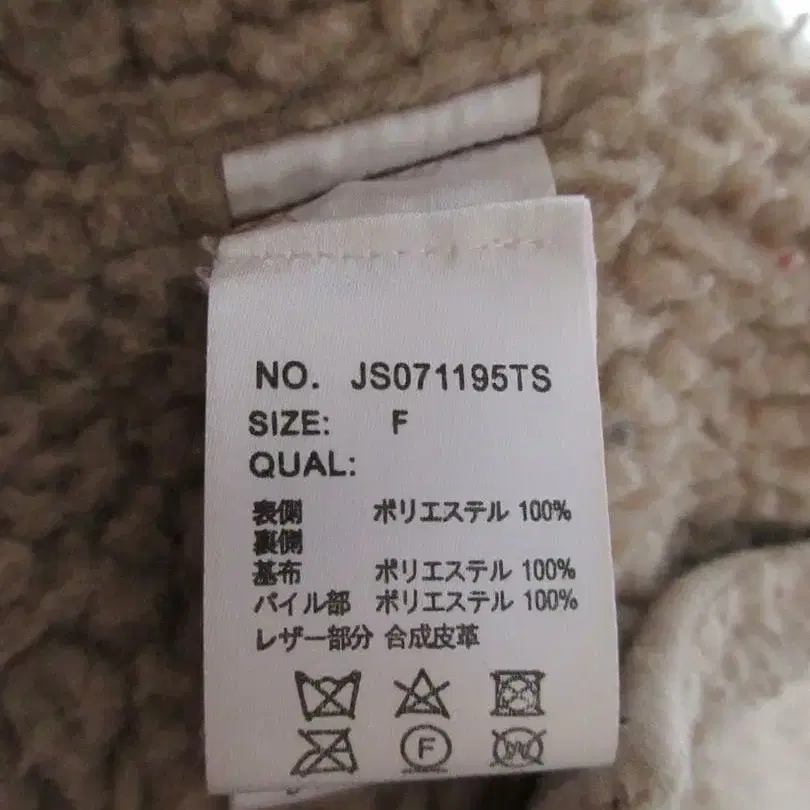 NO. JS071195TS
SIZE: F
QUAL:
表側 ポリエステル 100%
裏側
基布 ポリエステル 100%
パイル部 ポリエステル 100%
レザー部分 合成皮革
F
W